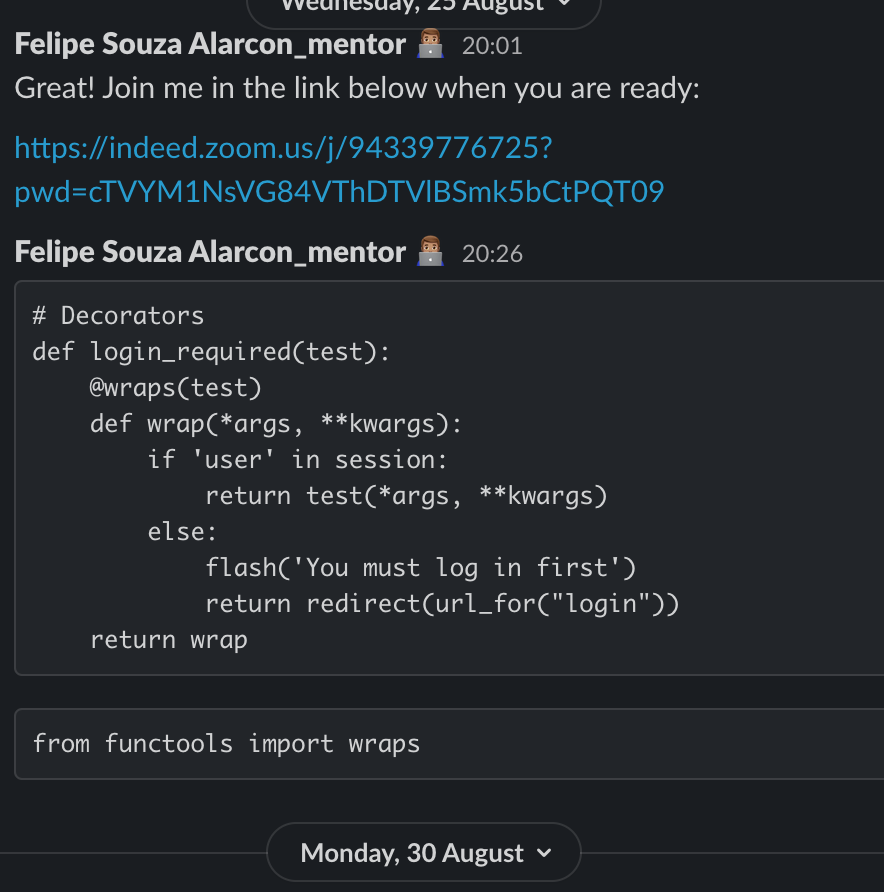 Wednesday, 25 August
Felipe Souza Alarcon_mentor 20:01
Great! Join me in the link below when you are ready:
https://indeed.zoom.us/j/94339776725?
pwd=cTVYM1NsVG84VThDTVlBSmk5bCtPQT09
Felipe Souza Alarcon_mentor 20:26
# Decorators
def login_required(test):
    @wraps(test)
    def wrap(*args, **kwargs):
        if 'user' in session:
            return test(*args, **kwargs)
        else:
            flash('You must log in first')
            return redirect(url_for("login"))
    return wrap
from functools import wraps
Monday, 30 August